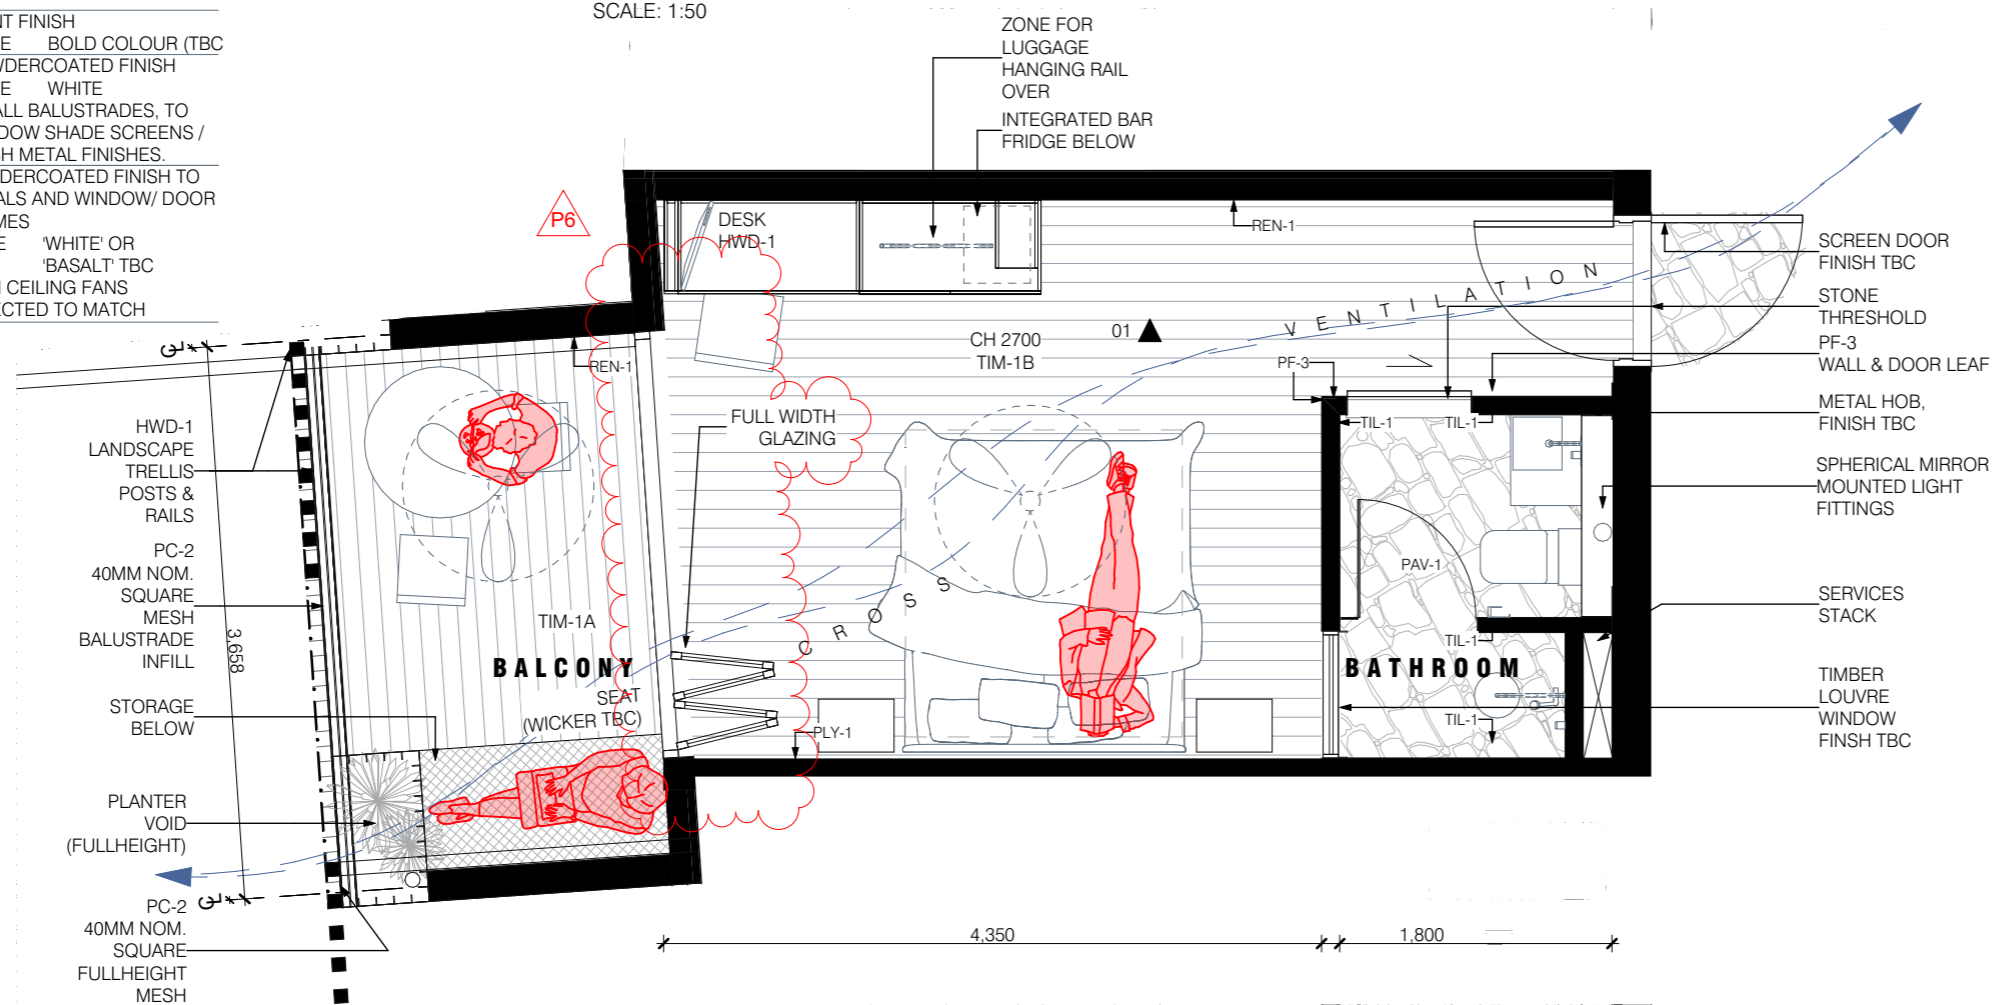 SCALE: 1:50
NT FINISH
E BOLD COLOUR (TBC
WDERCOATED FINISH
E WHITE
ALL BALUSTRADES, TO
DOW SHADE SCREENS /
H METAL FINISHES.
DERCOATED FINISH TO
ALS AND WINDOW/ DOOR
MES
E 'WHITE' OR
'BASALT' TBC
CEILING FANS
ECTED TO MATCH
P6
ZONE FOR
LUGGAGE
HANGING RAIL
OVER
INTEGRATED BAR
FRIDGE BELOW
DESK
HWD-1
REN-1
CH 2700
TIM-1B
01
CROSS VENTILATION
PF-3
REN-1
FULL WIDTH
GLAZING
TIL-1
TIL-1
PAV-1
TIL-1
TIL-1
BATHROOM
TIM-1A
BALCONY
SEAT
(WICKER TBC)
PLY-1
HWD-1
LANDSCAPE
TRELLIS
POSTS &
RAILS
PC-2
40MM NOM.
SQUARE
MESH
BALUSTRADE
INFILL
3,658
STORAGE
BELOW
PLANTER
VOID
(FULLHEIGHT)
PC-2
40MM NOM.
SQUARE
FULLHEIGHT
MESH
SCREEN DOOR
FINISH TBC
STONE
THRESHOLD
PF-3
WALL & DOOR LEAF
METAL HOB,
FINISH TBC
SPHERICAL MIRROR
MOUNTED LIGHT
FITTINGS
SERVICES
STACK
TIMBER
LOUVRE
WINDOW
FINSH TBC
4,350
1,800